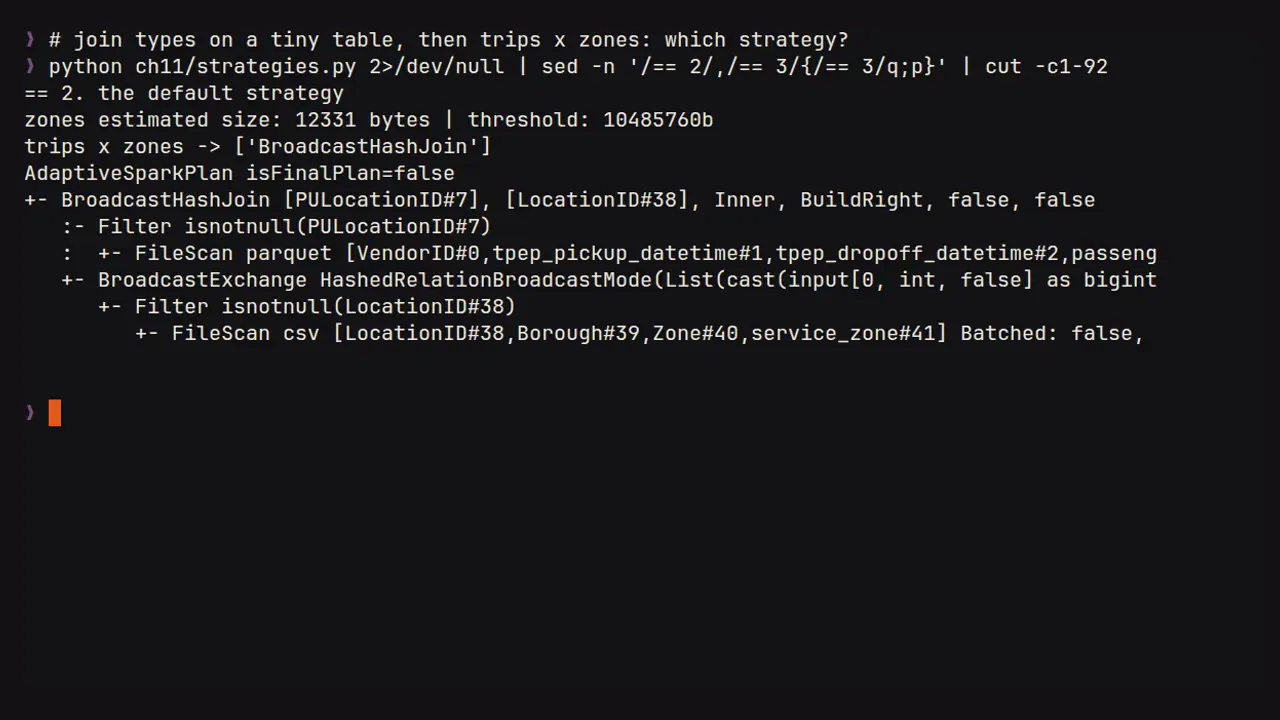 ❯ # join types on a tiny table, then trips x zones: which strategy?
❯ python ch11/strategies.py 2>/dev/null | sed -n '/== 2/,/== 3/{/== 3/q;p}' | cut -c1-92
== 2. the default strategy
zones estimated size: 12331 bytes | threshold: 10485760b
trips x zones -> ['BroadcastHashJoin']
AdaptiveSparkPlan isFinalPlan=false
+- BroadcastHashJoin [PULocationID#7], [LocationID#38], Inner, BuildRight, false, false
   :- Filter isnotnull(PULocationID#7)
   :  +- FileScan parquet [VendorID#0,tpep_pickup_datetime#1,tpep_dropoff_datetime#2,passeng
   +- BroadcastExchange HashedRelationBroadcastMode(List(cast(input[0, int, false] as bigint
      +- Filter isnotnull(LocationID#38)
         +- FileScan csv [LocationID#38,Borough#39,Zone#40,service_zone#41] Batched: false,
❯